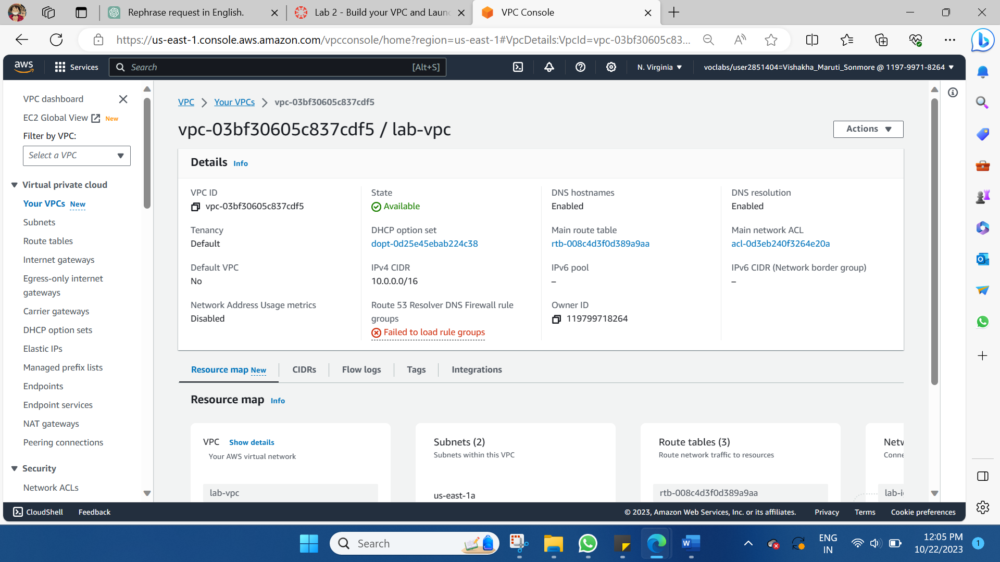 Rephrase request in English.
Lab 2 - Build your VPC and Laun
VPC Console
https://us-east-1.console.aws.amazon.com/vpcconsole/home?region=us-east-1#VpcDetails:VpcId=vpc-03bf30605c83...
aws
Services
Search
[Alt+S]
N. Virginia
voclabs/user2851404=Vishakha_Maruti_Sonmore @ 1197-9971-8264
VPC dashboard
EC2 Global View New
Filter by VPC:
Select a VPC
Virtual private cloud
Your VPCs New
Subnets
Route tables
Internet gateways
Egress-only internet
gateways
Carrier gateways
DHCP option sets
Elastic IPs
Managed prefix lists
Endpoints
Endpoint services
NAT gateways
Peering connections
Security
Network ACLs
VPC
Your VPCs
vpc-03bf30605c837cdf5
vpc-03bf30605c837cdf5 / lab-vpc
Actions
Details Info
VPC ID
vpc-03bf30605c837cdf5
State
Available
DNS hostnames
Enabled
DNS resolution
Enabled
Tenancy
Default
DHCP option set
dopt-0d25e45ebab224c38
Main route table
rtb-008c4d3f0d389a9aa
Main network ACL
acl-0d3eb240f3264e20a
Default VPC
No
IPv4 CIDR
10.0.0.0/16
IPv6 pool
–
IPv6 CIDR (Network border group)
–
Network Address Usage metrics
Disabled
Route 53 Resolver DNS Firewall rule
groups
Failed to load rule groups
Owner ID
119799718264
Resource map New
CIDRs
Flow logs
Tags
Integrations
Resource map Info
VPC Show details
Your AWS virtual network
lab-vpc
Subnets (2)
Subnets within this VPC
us-east-1a
Route tables (3)
Route network traffic to resources
rtb-008c4d3f0d389a9aa
Netw
Conne
lab-i
CloudShell
Feedback
© 2023, Amazon Web Services, Inc. or its affiliates.
Privacy
Terms
Cookie preferences
Search
ENG
IN
12:05 PM
10/22/2023
1